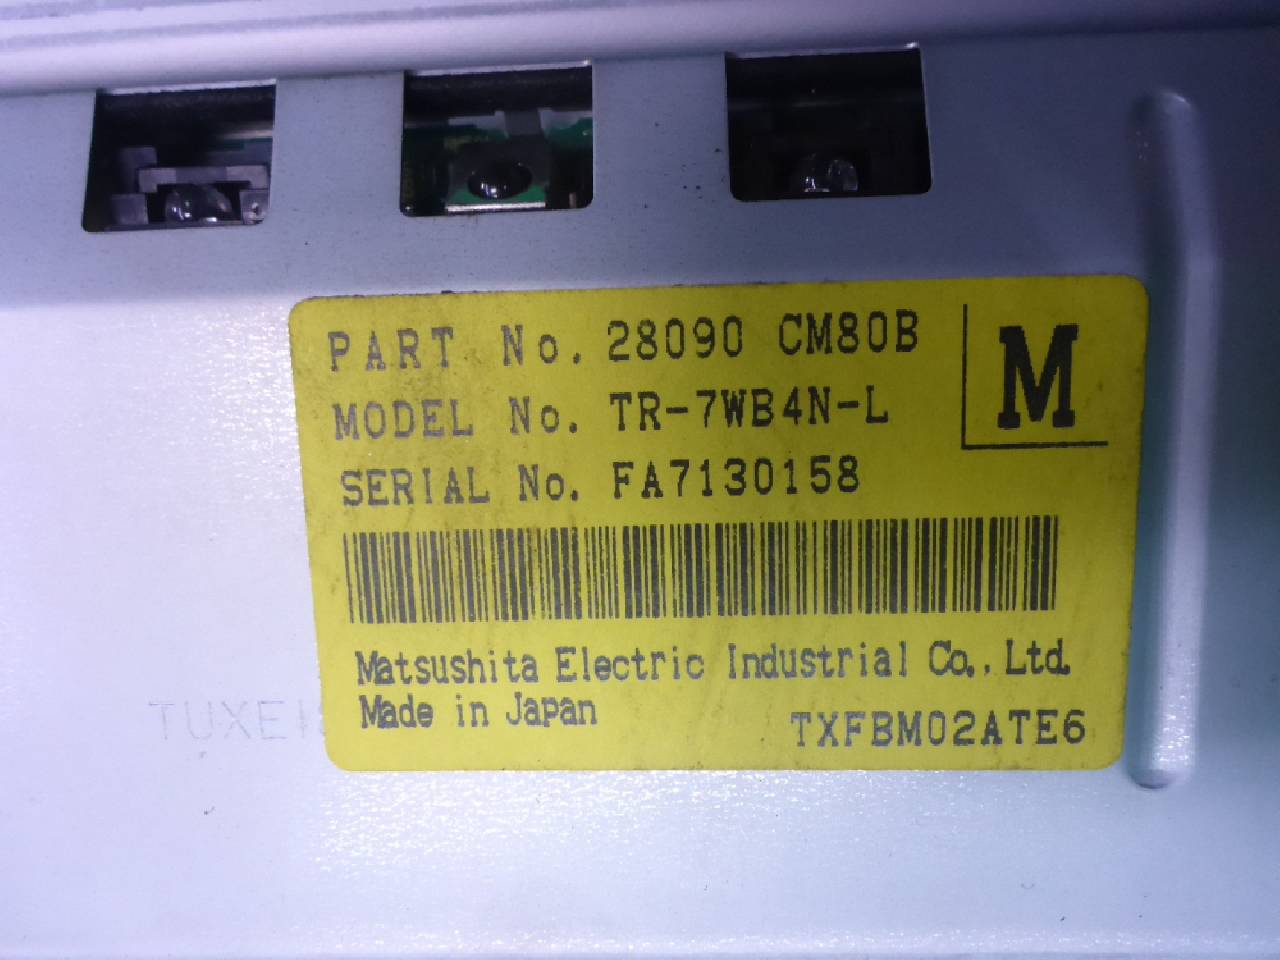 PART No. 28090 CM80B
M
MODEL No. TR-7WB4N-L
SERIAL No. FA7130158
Matsushita Electric Industrial Co., Ltd.
Made in Japan
TXFBM02ATE6